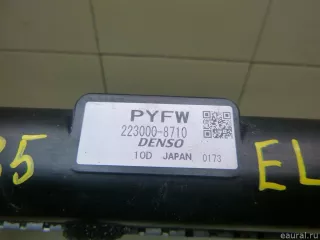 PYFW
223000-8710
DENSO
10D JAPAN 0173
35
EL
eaural.ru